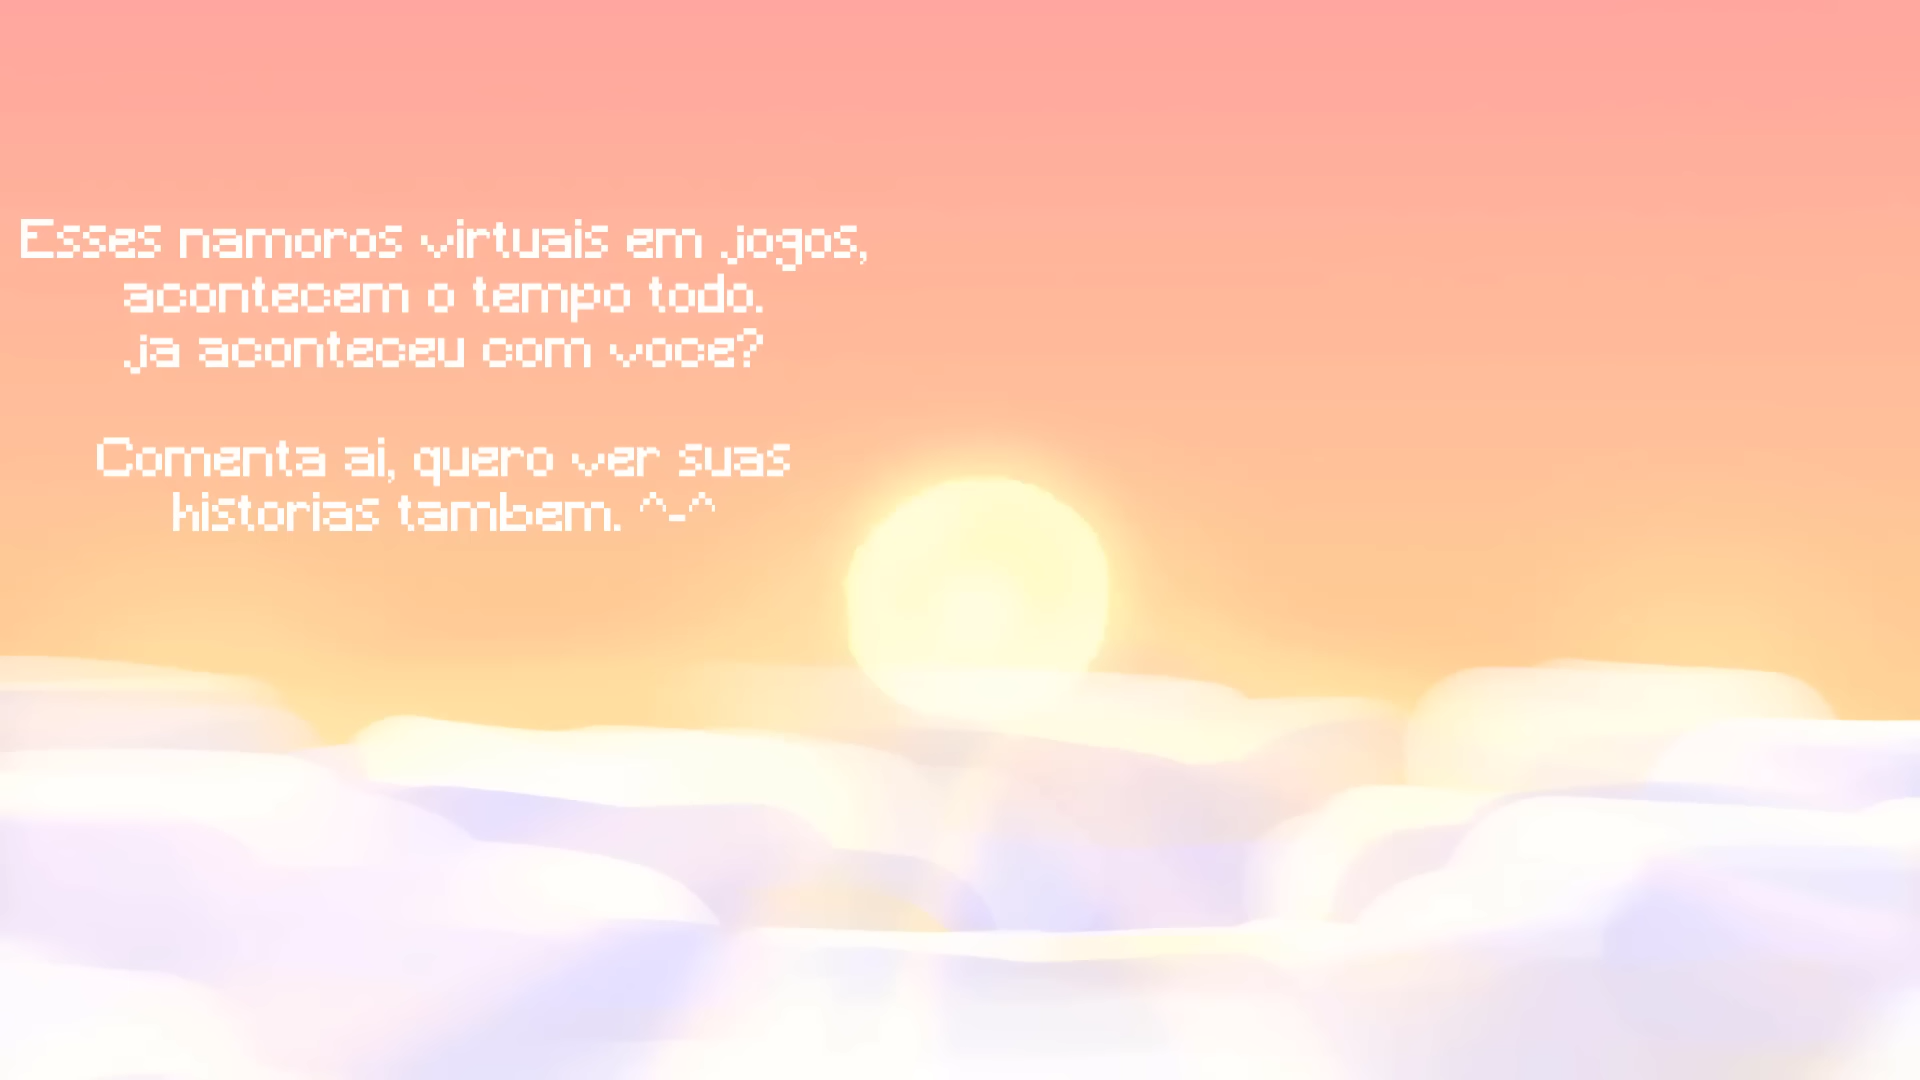 Esses namoros virtuais em jogos,
acontecem o tempo todo.
ja aconteceu com voce?
Comenta ai, quero ver suas
historias tambem. ^-^